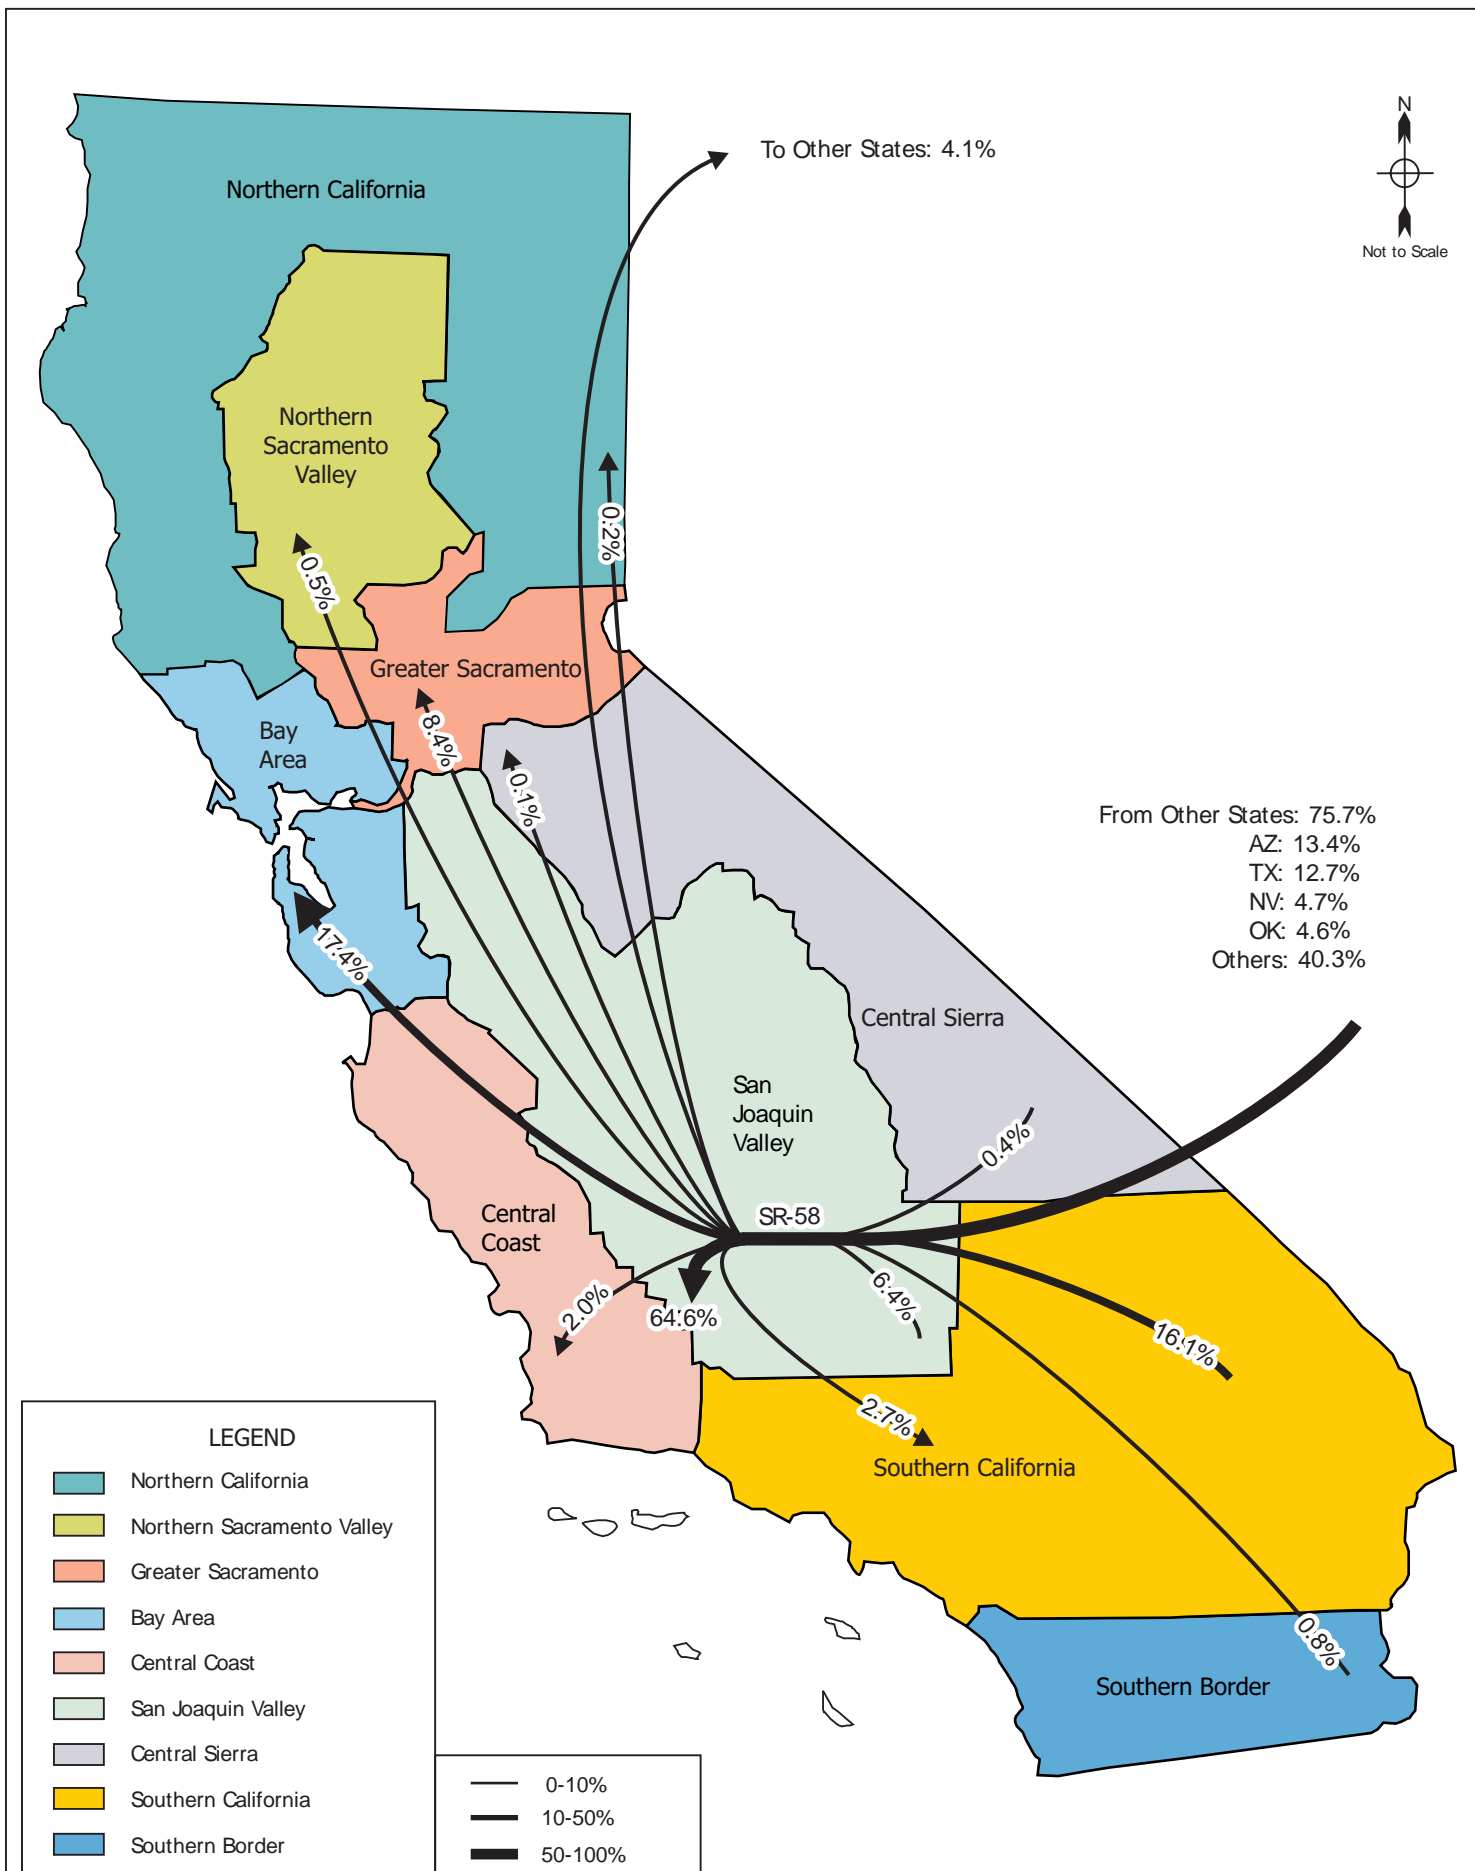 N
Not to Scale
To Other States: 4.1%
Northern California
Northern
Sacramento
Valley
0.2%
0.5%
Greater Sacramento
8.4%
Bay
Area
0.1%
From Other States: 75.7%
AZ: 13.4%
TX: 12.7%
NV: 4.7%
OK: 4.6%
Others: 40.3%
17.4%
Central Sierra
San
Joaquin
Valley
0.4%
SR-58
Central
Coast
6.4%
2.0%
64.6%
16.1%
2.7%
Southern California
0.8%
Southern Border
LEGEND
Northern California
Northern Sacramento Valley
Greater Sacramento
Bay Area
Central Coast
San Joaquin Valley
Central Sierra
Southern California
Southern Border
0-10%
10-50%
50-100%